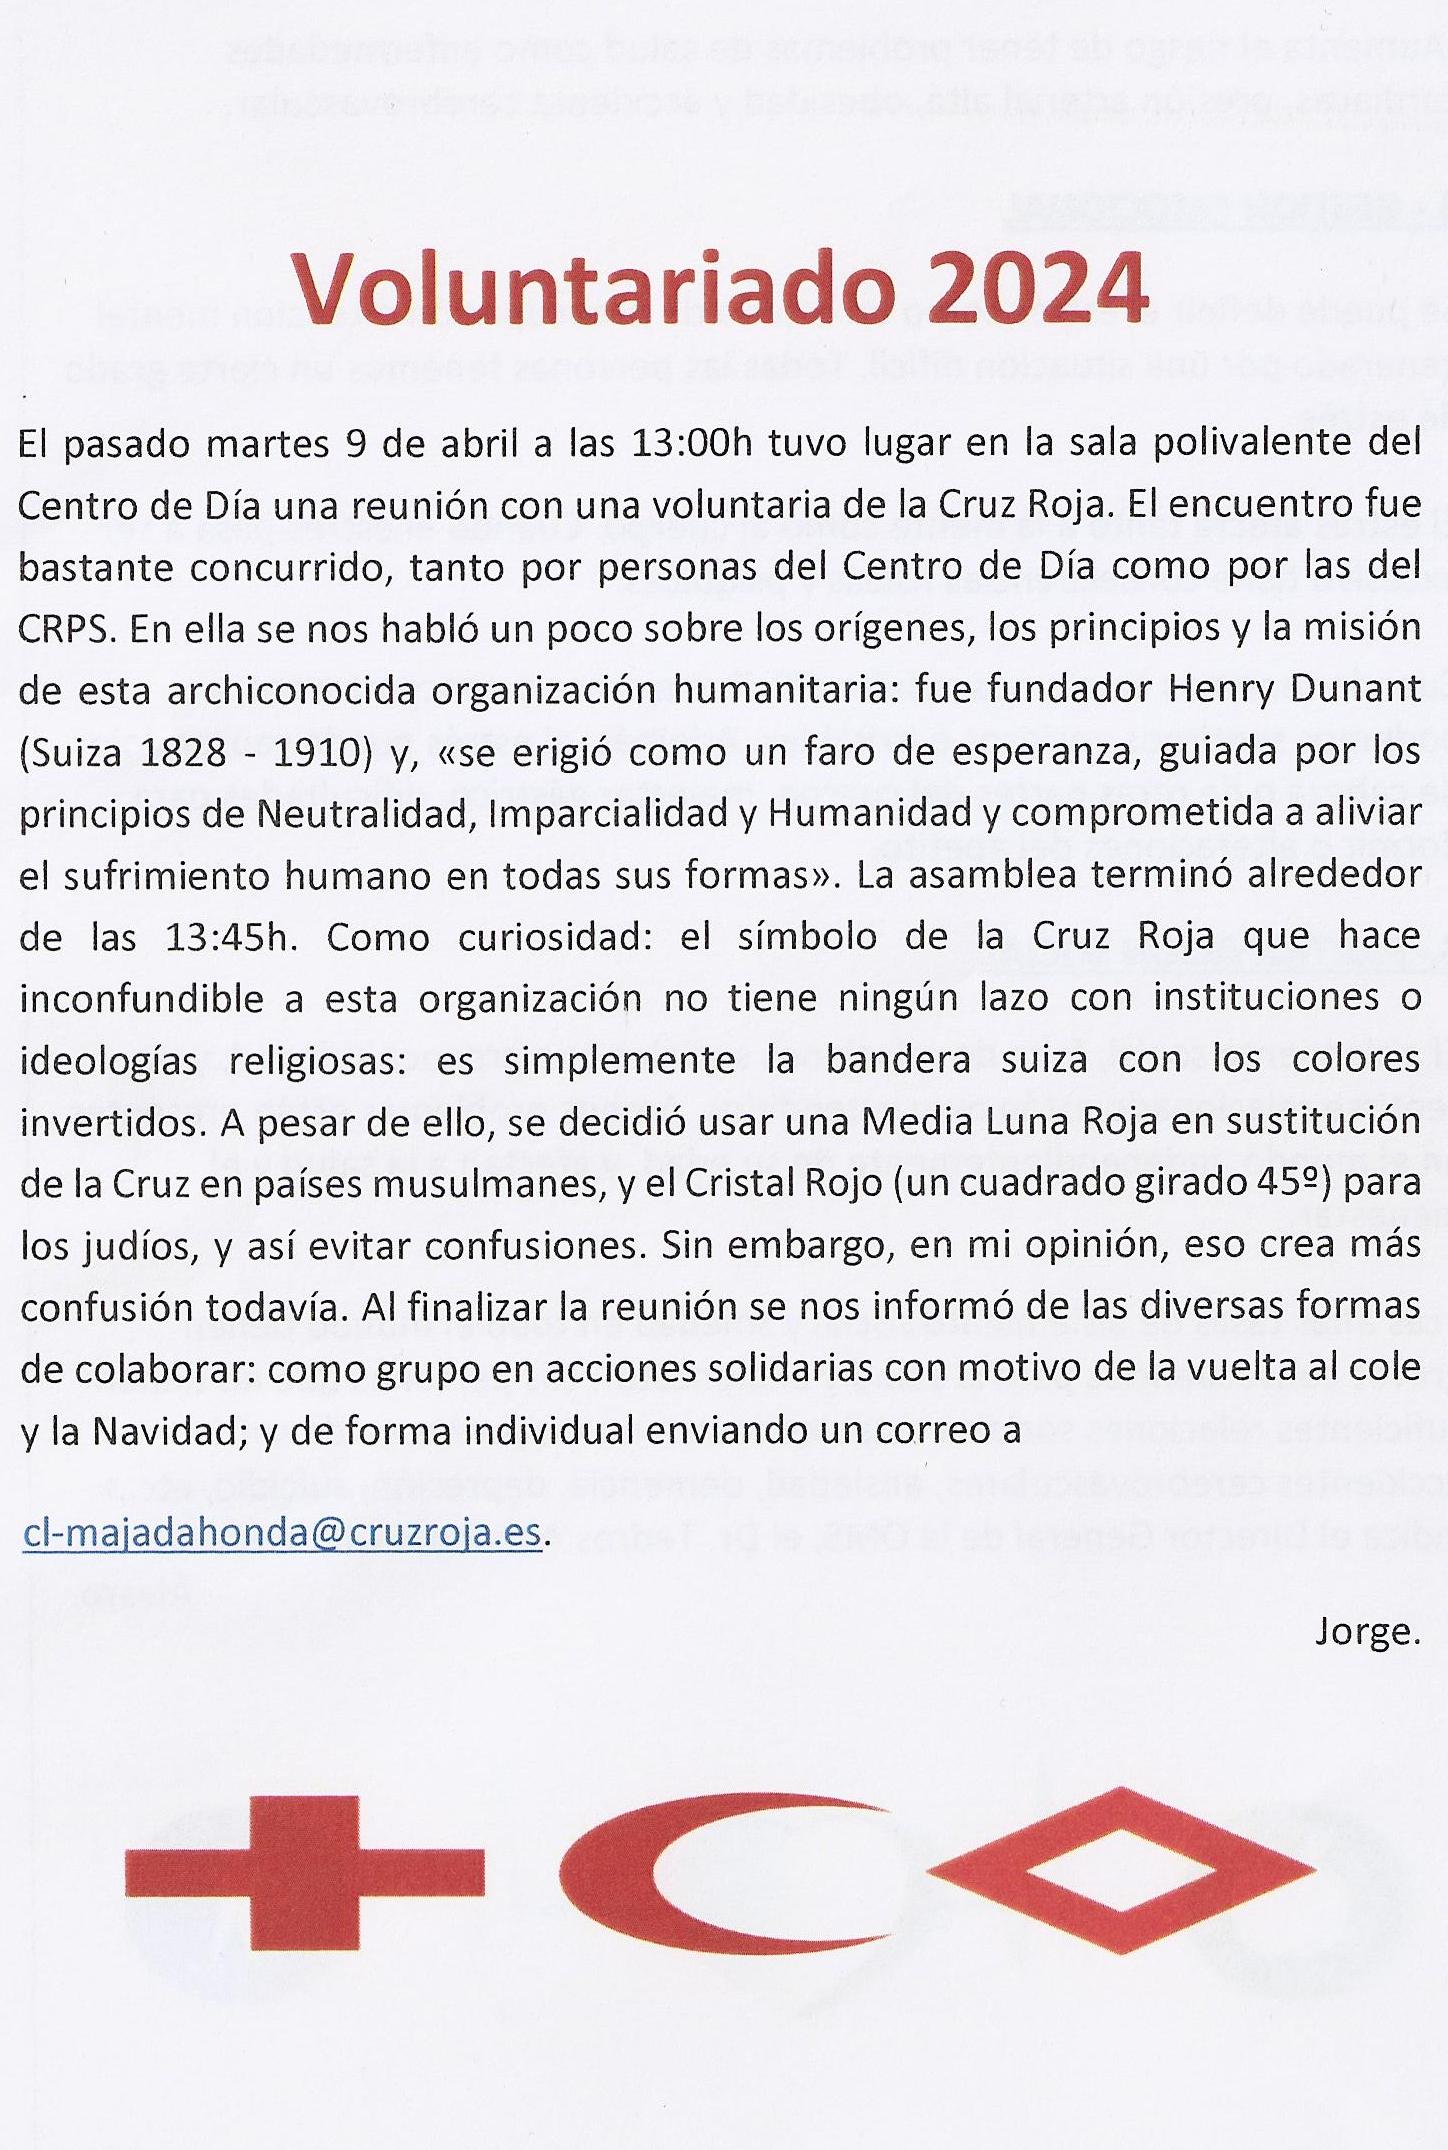 Voluntariado 2024
El pasado martes 9 de abril a las 13:00h tuvo lugar en la sala polivalente del
Centro de Día una reunión con una voluntaria de la Cruz Roja. El encuentro fue
bastante concurrido, tanto por personas del Centro de Día como por las del
CRPS. En ella se nos habló un poco sobre los orígenes, los principios y la misión
de esta archiconocida organización humanitaria: fue fundador Henry Dunant
(Suiza 1828 - 1910) y, «se erigió como un faro de esperanza, guiada por los
principios de Neutralidad, Imparcialidad y Humanidad y comprometida a aliviar
el sufrimiento humano en todas sus formas». La asamblea terminó alrededor
de las 13:45h. Como curiosidad: el símbolo de la Cruz Roja que hace
inconfundible a esta organización no tiene ningún lazo con instituciones o
ideologías religiosas: es simplemente la bandera suiza con los colores
invertidos. A pesar de ello, se decidió usar una Media Luna Roja en sustitución
de la Cruz en países musulmanes, y el Cristal Rojo (un cuadrado girado 45º) para
los judíos, y así evitar confusiones. Sin embargo, en mi opinión, eso crea más
confusión todavía. Al finalizar la reunión se nos informó de las diversas formas
de colaborar: como grupo en acciones solidarias con motivo de la vuelta al cole
y la Navidad; y de forma individual enviando un correo a
cl-majadahonda@cruzroja.es.
Jorge.